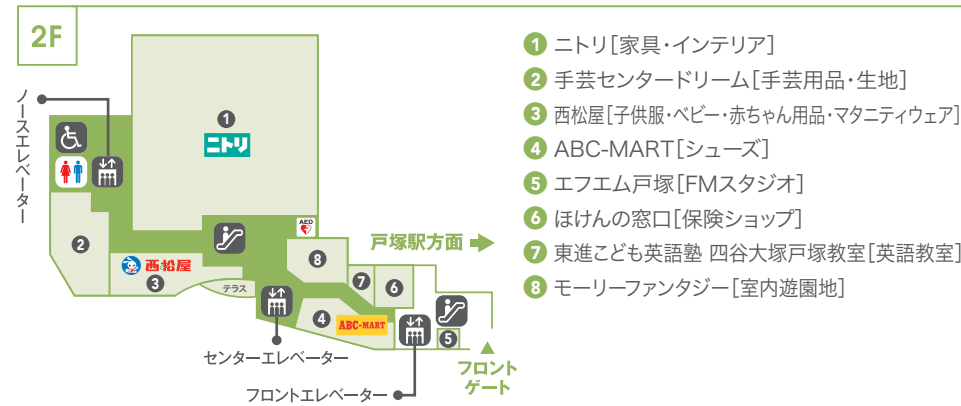 2F
ノースエレベーター
1
ニトリ
AED
戸塚駅方面
2
西松屋
3
テラス
8
7
6
4
ABC-MART
5
センターエレベーター
フロントエレベーター
フロント
ゲート
1 ニトリ[家具・インテリア]
2 手芸センタードリーム[手芸用品・生地]
3 西松屋[子供服・ベビー・赤ちゃん用品・マタニティウェア]
4 ABC-MART[シューズ]
5 エフエム戸塚[FMスタジオ]
6 ほけんの窓口[保険ショップ]
7 東進こども英語塾 四谷大塚戸塚教室[英語教室]
8 モーリーファンタジー[室内遊園地]